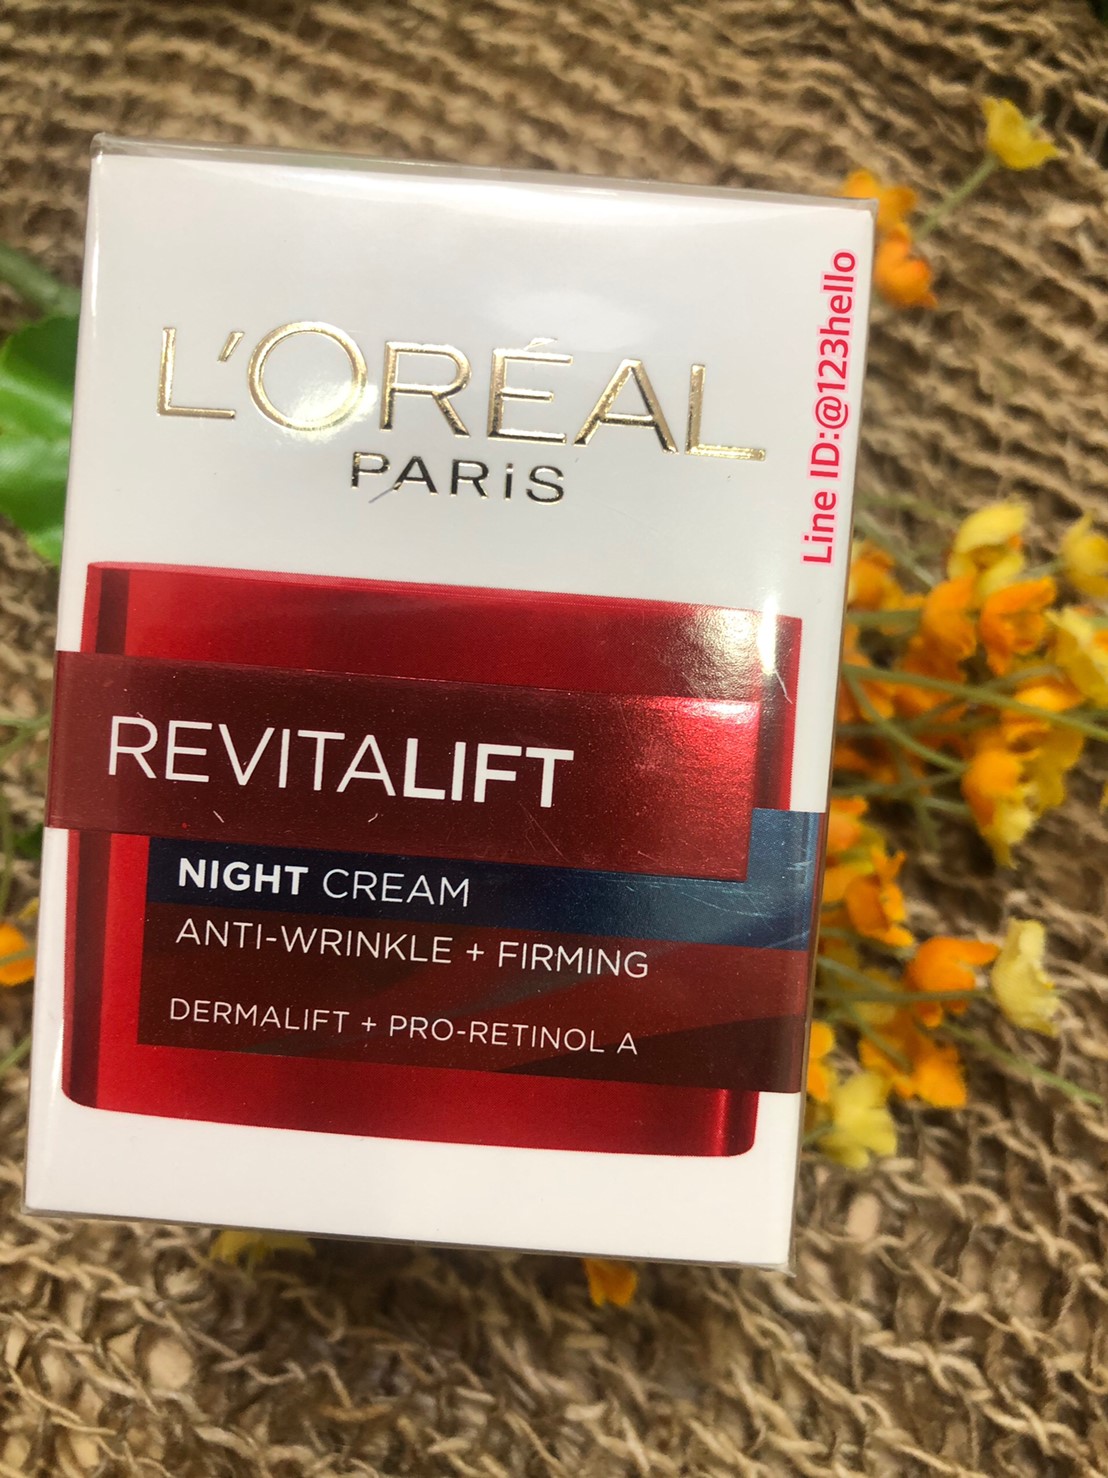 L'ORÉAL
PARiS
Line ID:@123hello
REVITALIFT
NIGHT CREAM
ANTI-WRINKLE + FIRMING
DERMALIFT + PRO-RETINOL A